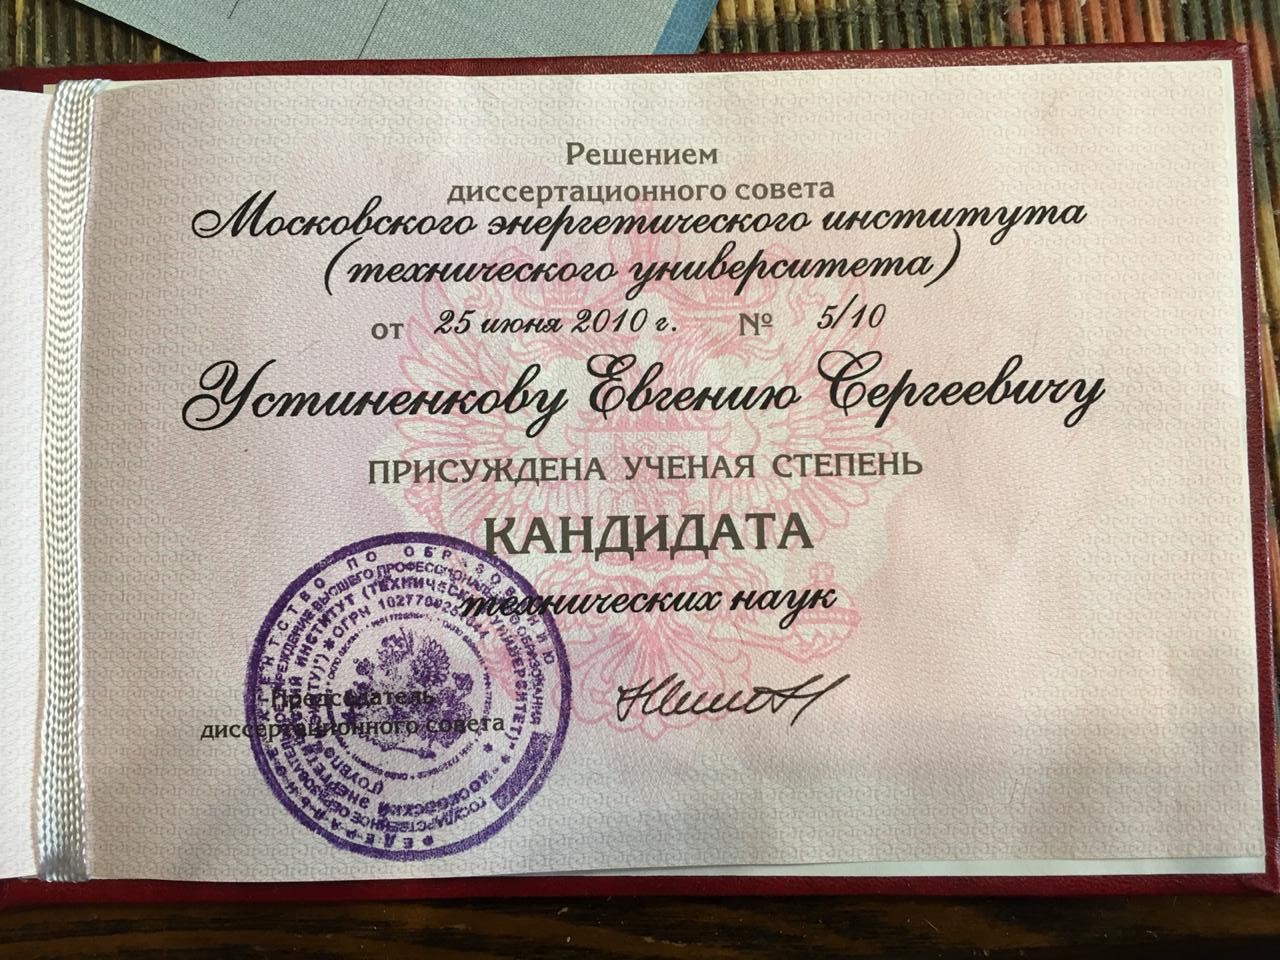 Решением
диссертационного совета
Московского энергетического института
(технического университета)
от 25 июня 2010 г. № 5/10
Устиненкову Евгению Сергеевичу
ПРИСУЖДЕНА УЧЕНАЯ СТЕПЕНЬ
КАНДИДАТА
технических наук
Председатель
диссертационного совета